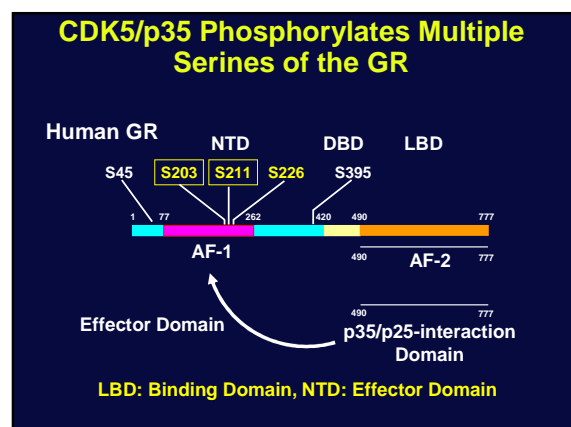 CDK5/p35 Phosphorylates Multiple
Serines of the GR
Human GR
NTD DBD LBD
S45 S203 S211 S226 S395
1 77 262 420 490 777
AF-1
490 AF-2 777
490 777
Effector Domain
p35/p25-interaction
Domain
LBD: Binding Domain, NTD: Effector Domain